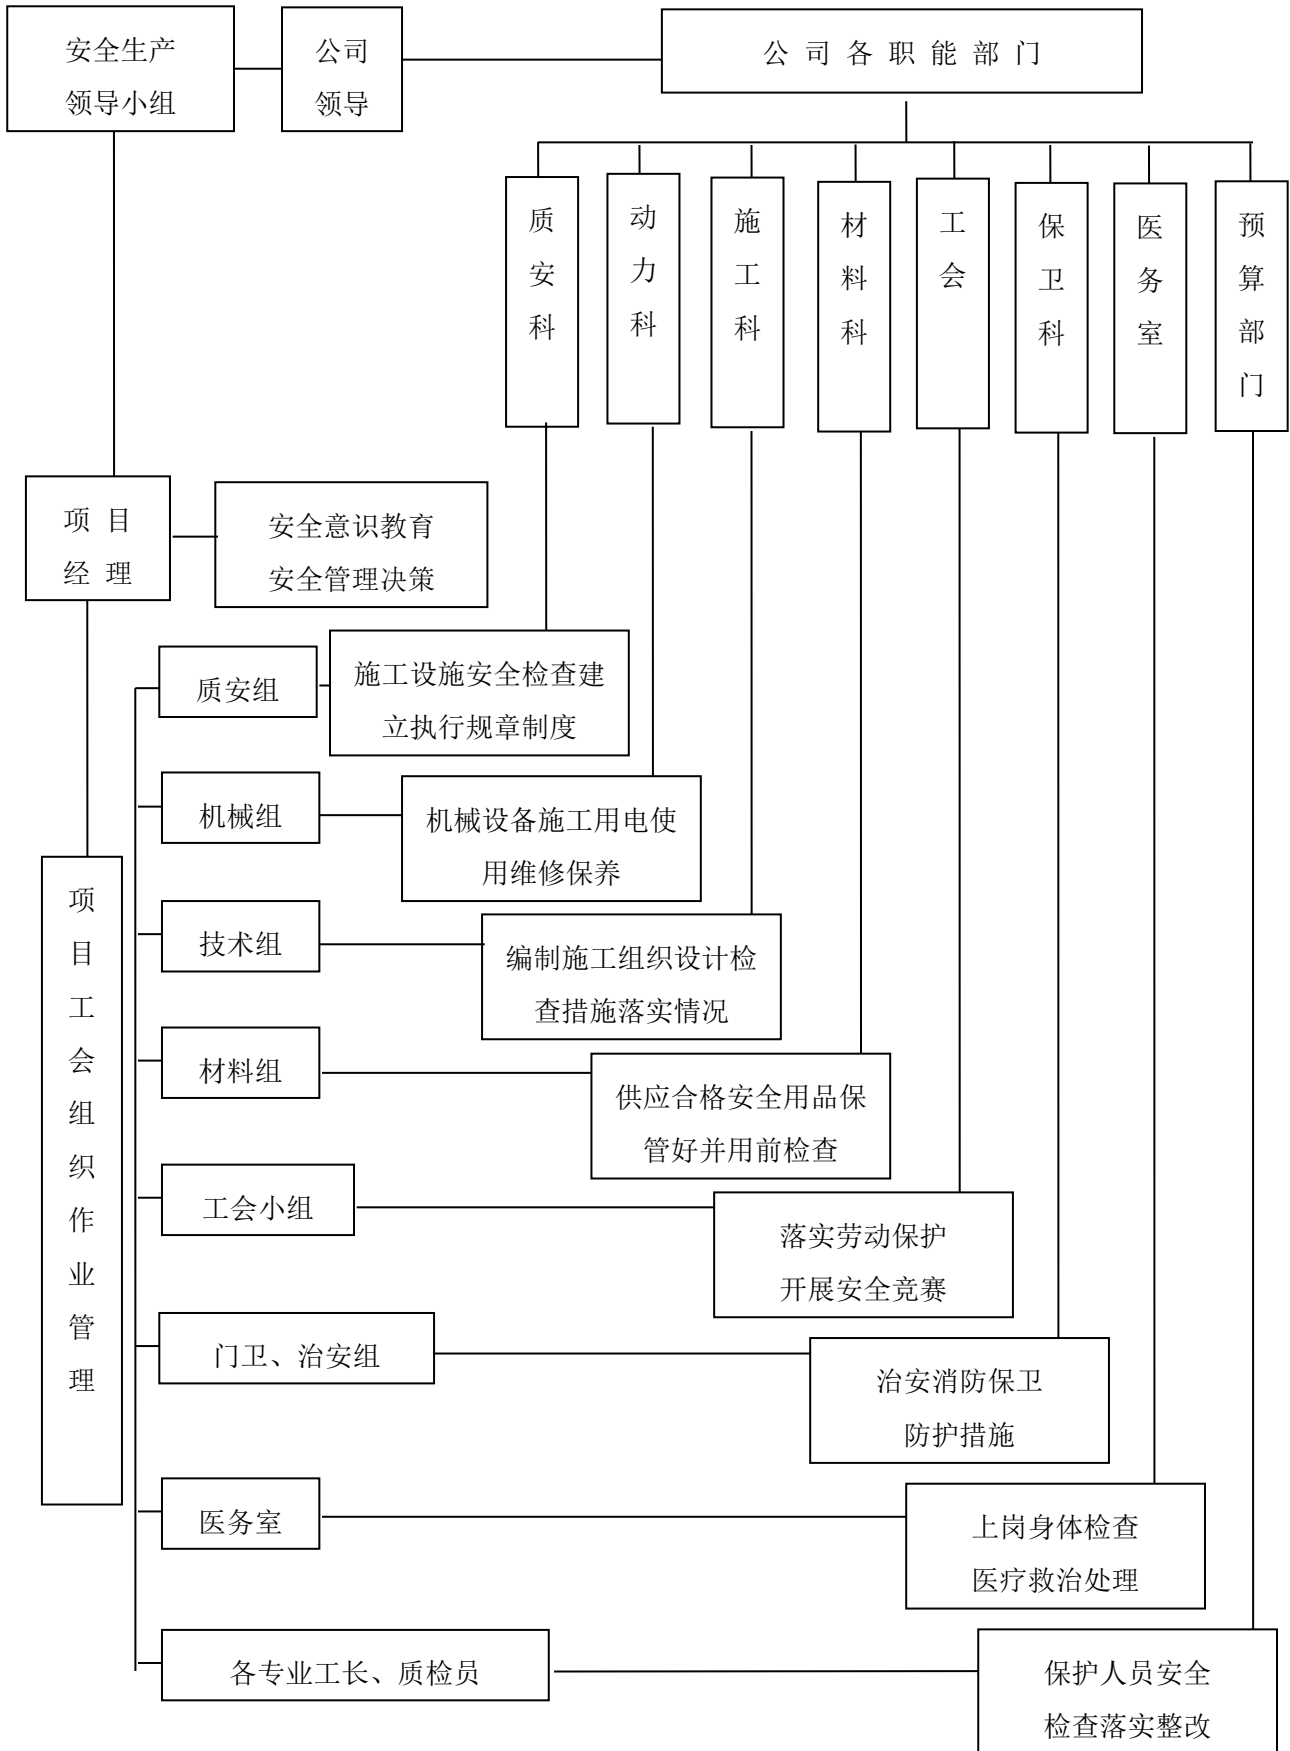 安全生产
领导小组
公司
领导
公 司 各 职 能 部 门
质安科
动力科
施工科
材料科
工会
保卫科
医务室
预算部门
项 目
经 理
安全意识教育
安全管理决策
质安组
施工设施安全检查建
立执行规章制度
机械组
机械设备施工用电使
用维修保养
项目工会组织作业管理
技术组
编制施工组织设计检
查措施落实情况
材料组
供应合格安全用品保
管好并用前检查
工会小组
落实劳动保护
开展安全竞赛
门卫、治安组
治安消防保卫
防护措施
医务室
上岗身体检查
医疗救治处理
各专业工长、质检员
保护人员安全
检查落实整改